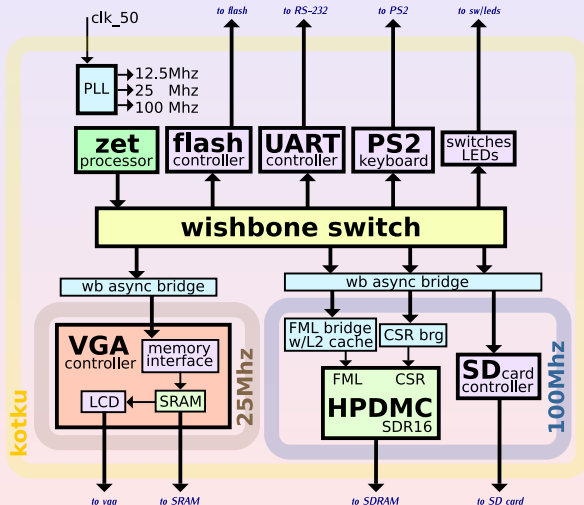 to flash
to RS-232
to PS2
to sw/leds
clk_50
PLL
12.5Mhz
25 Mhz
100 Mhz
zet
processor
flash
controller
UART
controller
PS2
keyboard
switches
LEDs
wishbone switch
wb async bridge
wb async bridge
VGA
controller
memory
interface
LCD
SRAM
25Mhz
FML bridge
w/L2 cache
CSR brg
FML
CSR
HPDMC
SDR16
SDcard
controller
100Mhz
kotku
to vga
to SRAM
to SDRAM
to SD card